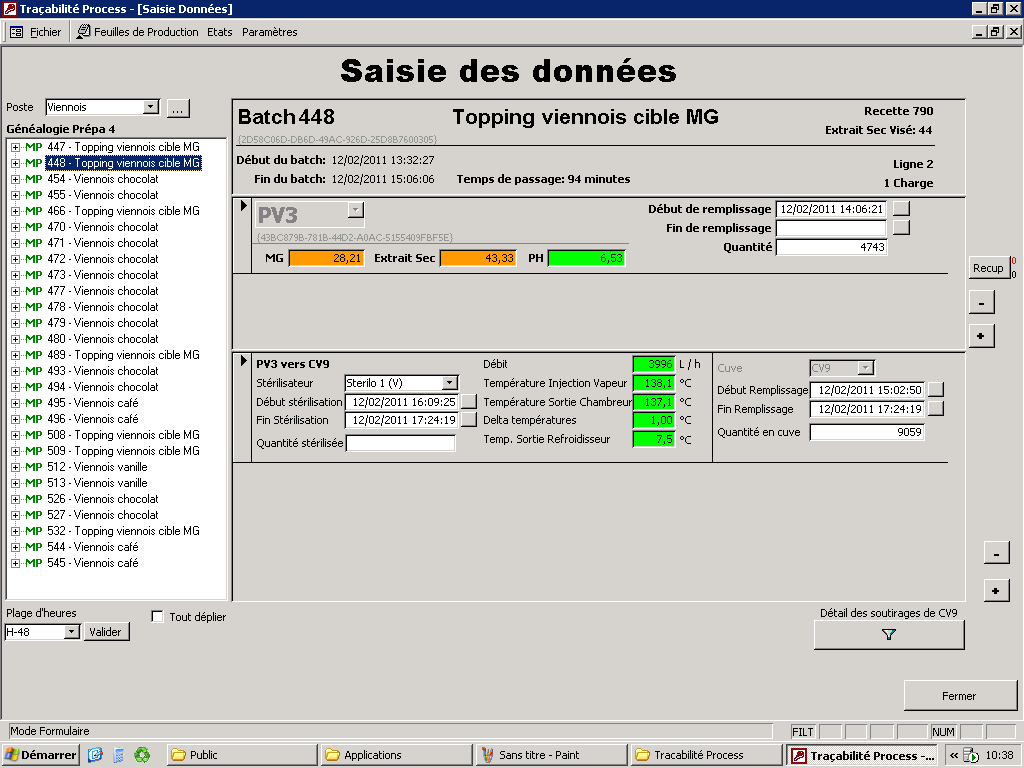 Traçabilité Process - [Saisie Données]
Fichier Feuilles de Production Etats Paramètres
Saisie des données
Poste Viennois ...
Généalogie Prépa 4
MP 447 - Topping viennois cible MG
MP 448 - Topping viennois cible MG
MP 454 - Viennois chocolat
MP 455 - Viennois chocolat
MP 466 - Topping viennois cible MG
MP 470 - Viennois chocolat
MP 471 - Viennois chocolat
MP 472 - Viennois chocolat
MP 473 - Viennois chocolat
MP 477 - Viennois chocolat
MP 478 - Viennois chocolat
MP 479 - Viennois chocolat
MP 480 - Viennois chocolat
MP 489 - Topping viennois cible MG
MP 493 - Viennois chocolat
MP 494 - Viennois chocolat
MP 495 - Viennois café
MP 496 - Viennois café
MP 508 - Topping viennois cible MG
MP 509 - Topping viennois cible MG
MP 512 - Viennois vanille
MP 513 - Viennois vanille
MP 526 - Viennois chocolat
MP 527 - Viennois chocolat
MP 532 - Topping viennois cible MG
MP 544 - Viennois café
MP 545 - Viennois café
Plage d'heures
H-48 Valider
Tout déplier
Batch 448 Topping viennois cible MG Recette 790
{2D58C06D-DB6D-49AC-926D-25D8B7600305} Extrait Sec Visé: 44
Début du batch: 12/02/2011 13:32:27 Ligne 2
Fin du batch: 12/02/2011 15:06:06 Temps de passage: 94 minutes 1 Charge
PV3 Début de remplissage 12/02/2011 14:06:21
Fin de remplissage
{43BC879B-781B-44D2-A0AC-5155409FBF5E}
Quantité 4743
MG 28,21 Extrait Sec 43,33 PH 6,53
Recup 0
0
-
+
PV3 vers CV9 Débit 3996 L / h Cuve CV9
Stérilisateur Sterilo 1 (V) Température Injection Vapeur 138,1 °C
Début Remplissage 12/02/2011 15:02:50
Début stérilisation 12/02/2011 16:09:25 Température Sortie Chambreur 137,1 °C
Fin Remplissage 12/02/2011 17:24:19
Fin Stérilisation 12/02/2011 17:24:19 Delta températures 1,00 °C
Quantité en cuve 9059
Quantité stérilisée Temp. Sortie Refroidisseur 7,5 °C
-
+
Détail des soutirages de CV9
Fermer
Mode Formulaire FILT NUM
Démarrer Public Applications Sans titre - Paint Tracabilité Process Traçabilité Process -... « 10:38